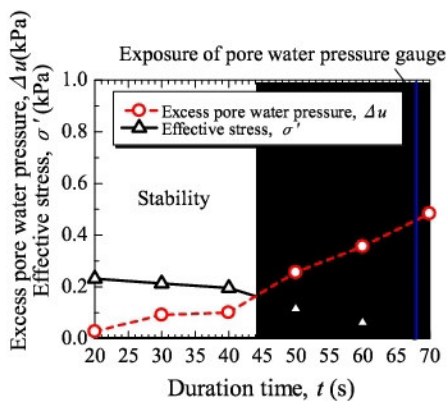 Exposure of pore water pressure gauge
Excess pore water pressure, Δu(kPa)
Effective stress, σ′(kPa)
1.0
0.8
0.6
0.4
0.2
0.0
Excess pore water pressure, Δu
Effective stress, σ′
Stability
20 25 30 35 40 45 50 55 60 65 70
Duration time, t (s)